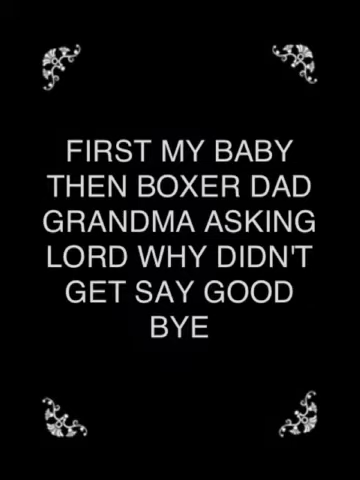 FIRST MY BABY
THEN BOXER DAD
GRANDMA ASKING
LORD WHY DIDN'T
GET SAY GOOD
BYE